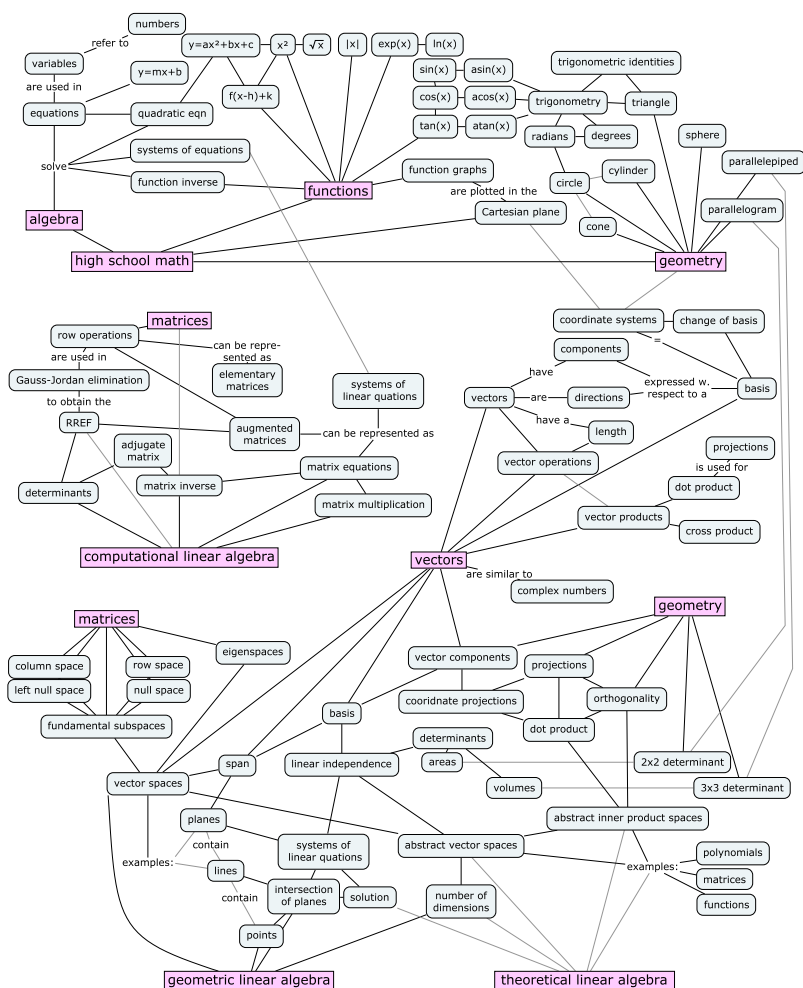 numbers
refer to
variables
are used in
equations
y=mx+b
quadratic eqn
y=ax²+bx+c
x²
√x
|x|
exp(x)
ln(x)
f(x-h)+k
sin(x)
asin(x)
cos(x)
acos(x)
tan(x)
atan(x)
trigonometric identities
trigonometry
triangle
radians
degrees
sphere
parallelepiped
solve
systems of equations
function inverse
functions
function graphs
are plotted in the
Cartesian plane
circle
cylinder
cone
parallelogram
algebra
high school math
geometry
matrices
row operations
are used in
can be repre-
sented as
Gauss-Jordan elimination
elementary
matrices
to obtain the
RREF
augmented
matrices
systems of
linear quations
can be represented as
adjugate
matrix
determinants
matrix inverse
matrix equations
matrix multiplication
computational linear algebra
coordinate systems
change of basis
=
components
have
vectors
are
directions
expressed w.
respect to a
basis
have a
length
vector operations
projections
is used for
dot product
vector products
cross product
vectors
are similar to
complex numbers
matrices
column space
row space
left null space
null space
eigenspaces
fundamental subspaces
geometry
vector components
projections
cooridnate projections
orthogonality
dot product
basis
determinants
span
linear independence
areas
2x2 determinant
vector spaces
volumes
3x3 determinant
planes
abstract inner product spaces
contain
systems of
linear quations
abstract vector spaces
examples:
lines
examples:
polynomials
matrices
functions
contain
intersection
of planes
solution
number of
dimensions
points
geometric linear algebra
theoretical linear algebra